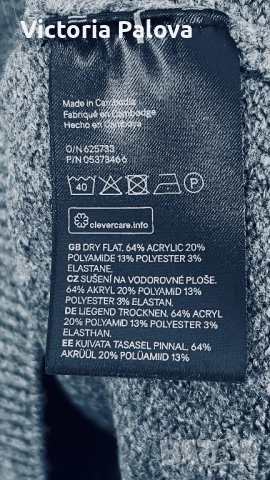 Victoria Palova
Made in Cambodia
Fabriqué en Cambodge
Hecho en Cambodia
O/N 625733
P/N 05373466
40 P
clevercare.info
GB DRY FLAT. 64% ACRYLIC 20%
POLYAMIDE 13% POLYESTER 3%
ELASTANE.
CZ SUŠENÍ NA VODOROVNÉ PLOŠE.
64% AKRYL 20% POLYAMID 13%
POLYESTER 3% ELASTAN.
DE LIEGEND TROCKNEN. 64% ACRYL
20% POLYAMID 13% POLYESTER 3%
ELASTHAN.
EE KUIVATA TASASEL PINNAL. 64%
AKRÜÜL 20% POLÜAMIID 13%